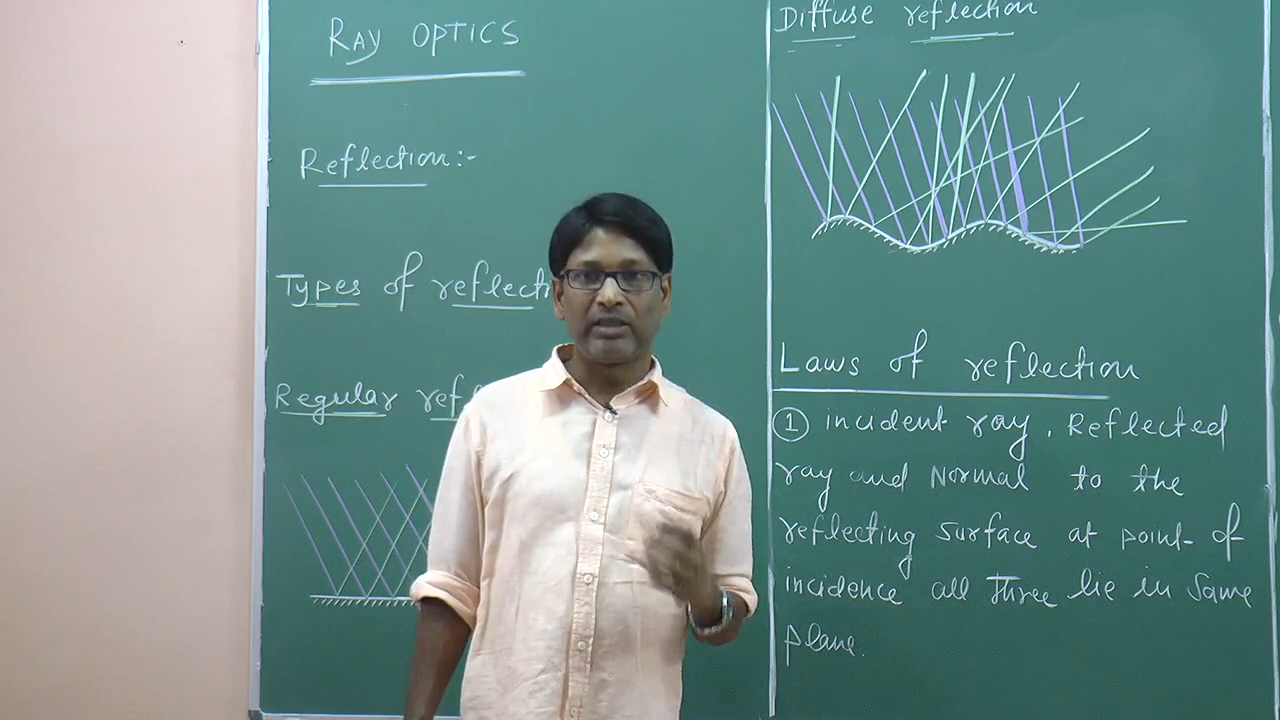 RAY OPTICS
Reflection:-
Types of reflecti
Regular ref
Diffuse reflection
Laws of reflection
① incident ray, Reflected
ray and Normal to the
reflecting surface at point of
incidence all three lie in same
plane.